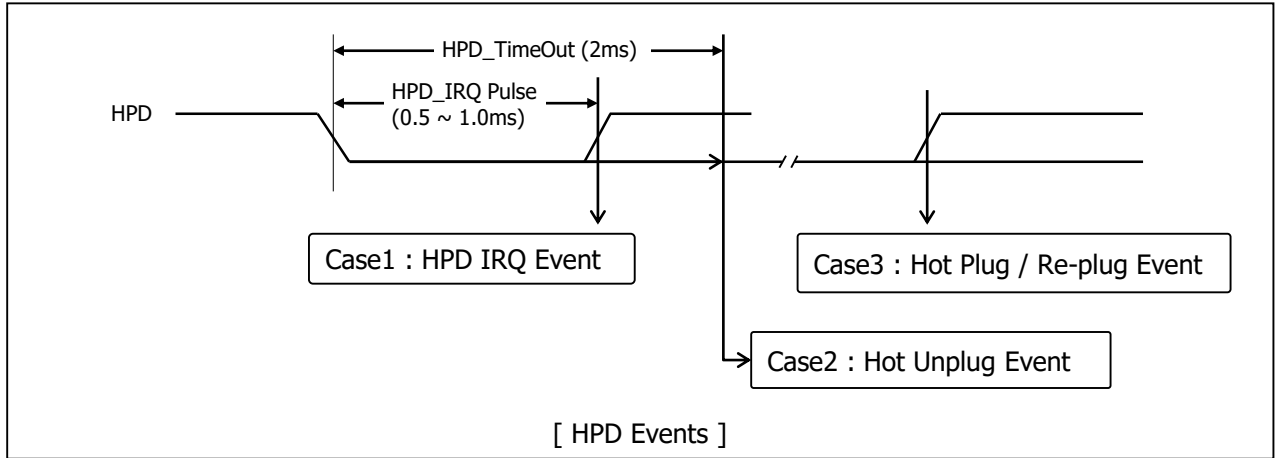 HPD_TimeOut (2ms)
HPD_IRQ Pulse
(0.5 ~ 1.0ms)
HPD
Case1 : HPD IRQ Event
Case3 : Hot Plug / Re-plug Event
Case2 : Hot Unplug Event
[ HPD Events ]